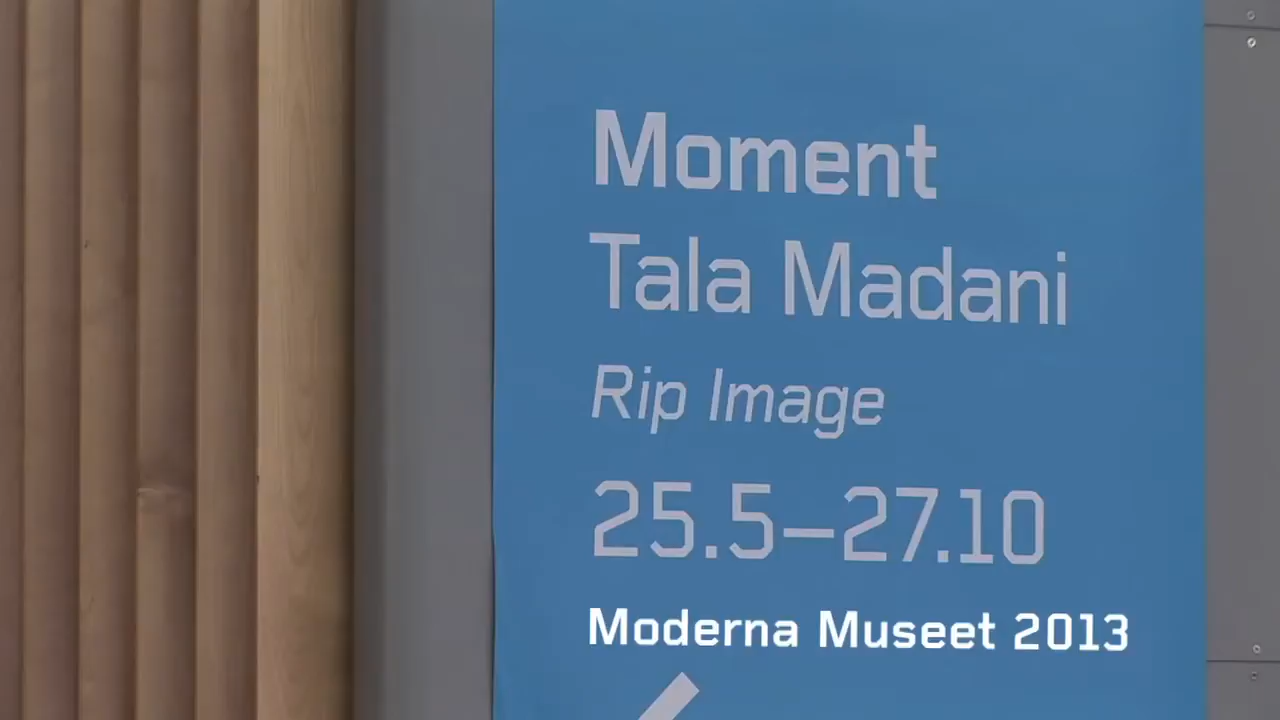 Moment
Tala Madani
Rip Image
25.5–27.10
Moderna Museet 2013